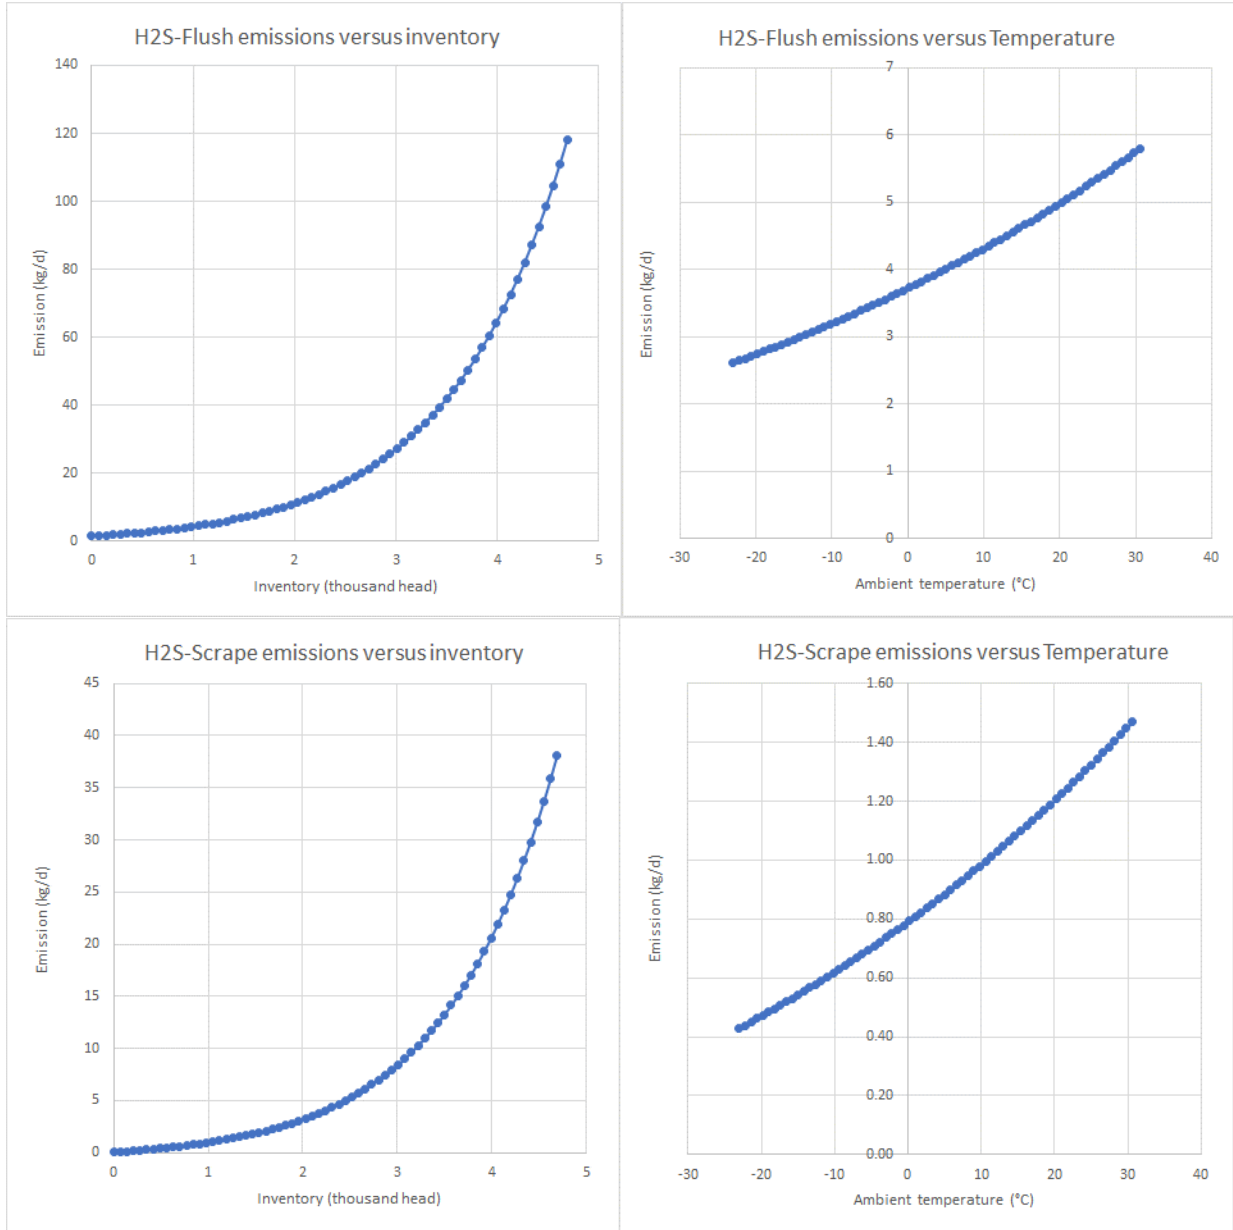 H2S-Flush emissions versus inventory
140
120
100
80
60
40
20
0
0 1 2 3 4 5
Emission (kg/d)
Inventory (thousand head)
H2S-Flush emissions versus Temperature
7
6
5
4
3
2
1
0
-30 -20 -10 0 10 20 30 40
Emission (kg/d)
Ambient temperature (°C)
H2S-Scrape emissions versus inventory
45
40
35
30
25
20
15
10
5
0
0 1 2 3 4 5
Emission (kg/d)
Inventory (thousand head)
H2S-Scrape emissions versus Temperature
1.60
1.40
1.20
1.00
0.80
0.60
0.40
0.20
0.00
-30 -20 -10 0 10 20 30 40
Emission (kg/d)
Ambient temperature (°C)